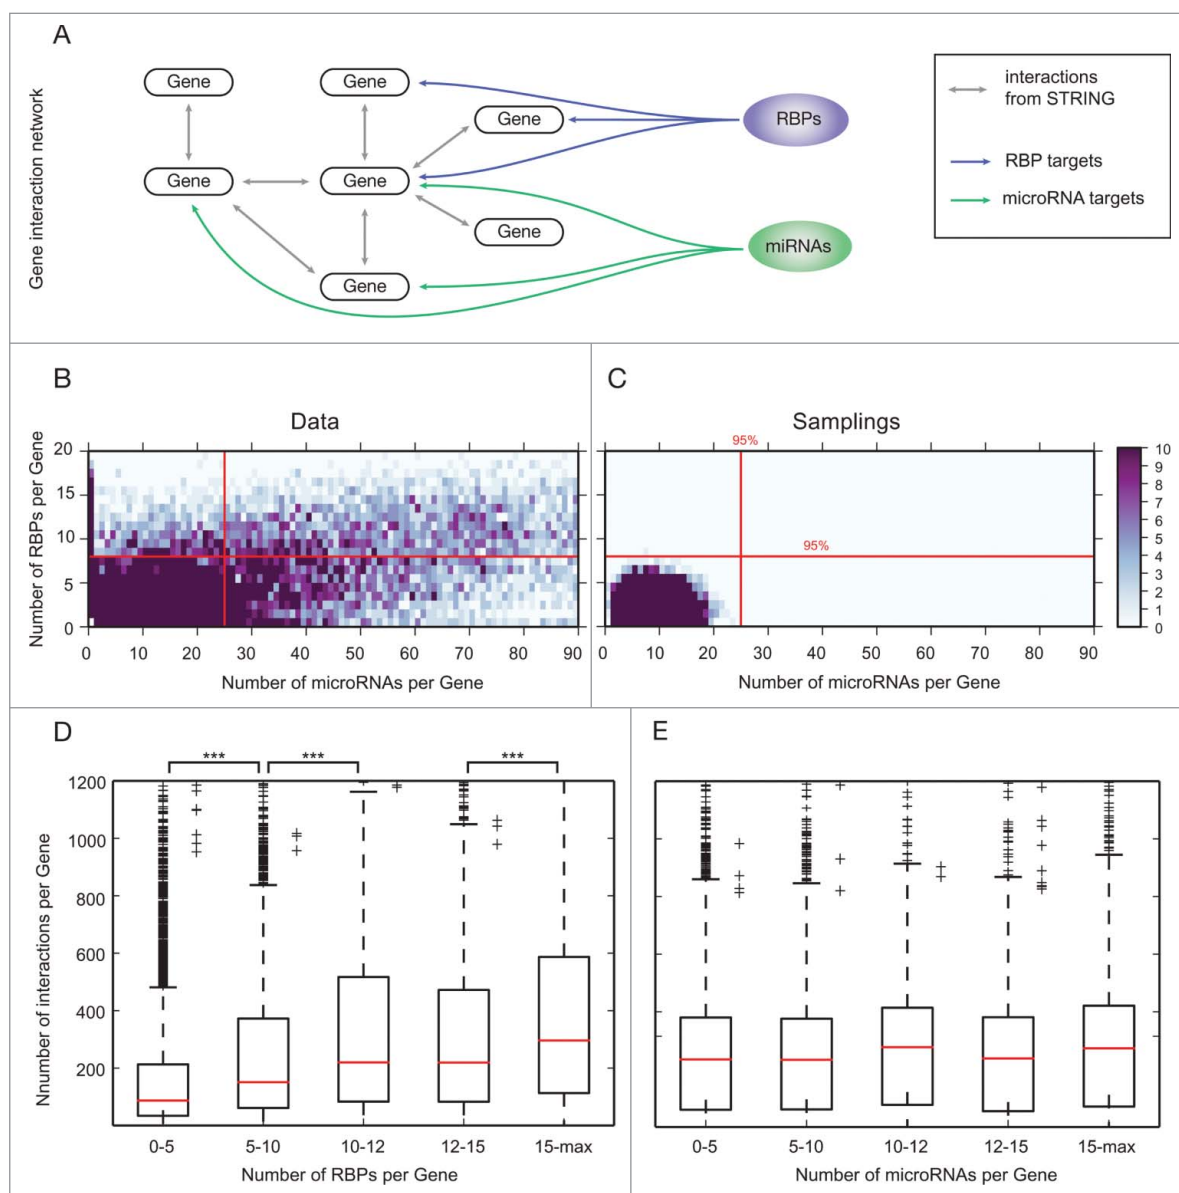 A
Gene interaction network
Gene
Gene
Gene
RBPs
Gene
Gene
Gene
miRNAs
Gene
interactions
from STRING
RBP targets
microRNA targets
B
Data
Number of RBPs per Gene
20
15
10
5
0
0 10 20 30 40 50 60 70 80 90
Number of microRNAs per Gene
C
Samplings
95%
95%
0 10 20 30 40 50 60 70 80 90
Number of microRNAs per Gene
10
9
8
7
6
5
4
3
2
1
0
D
*** *** ***
Nnumber of interactions per Gene
1200
1000
800
600
400
200
0-5 5-10 10-12 12-15 15-max
Number of RBPs per Gene
E
0-5 5-10 10-12 12-15 15-max
Number of microRNAs per Gene